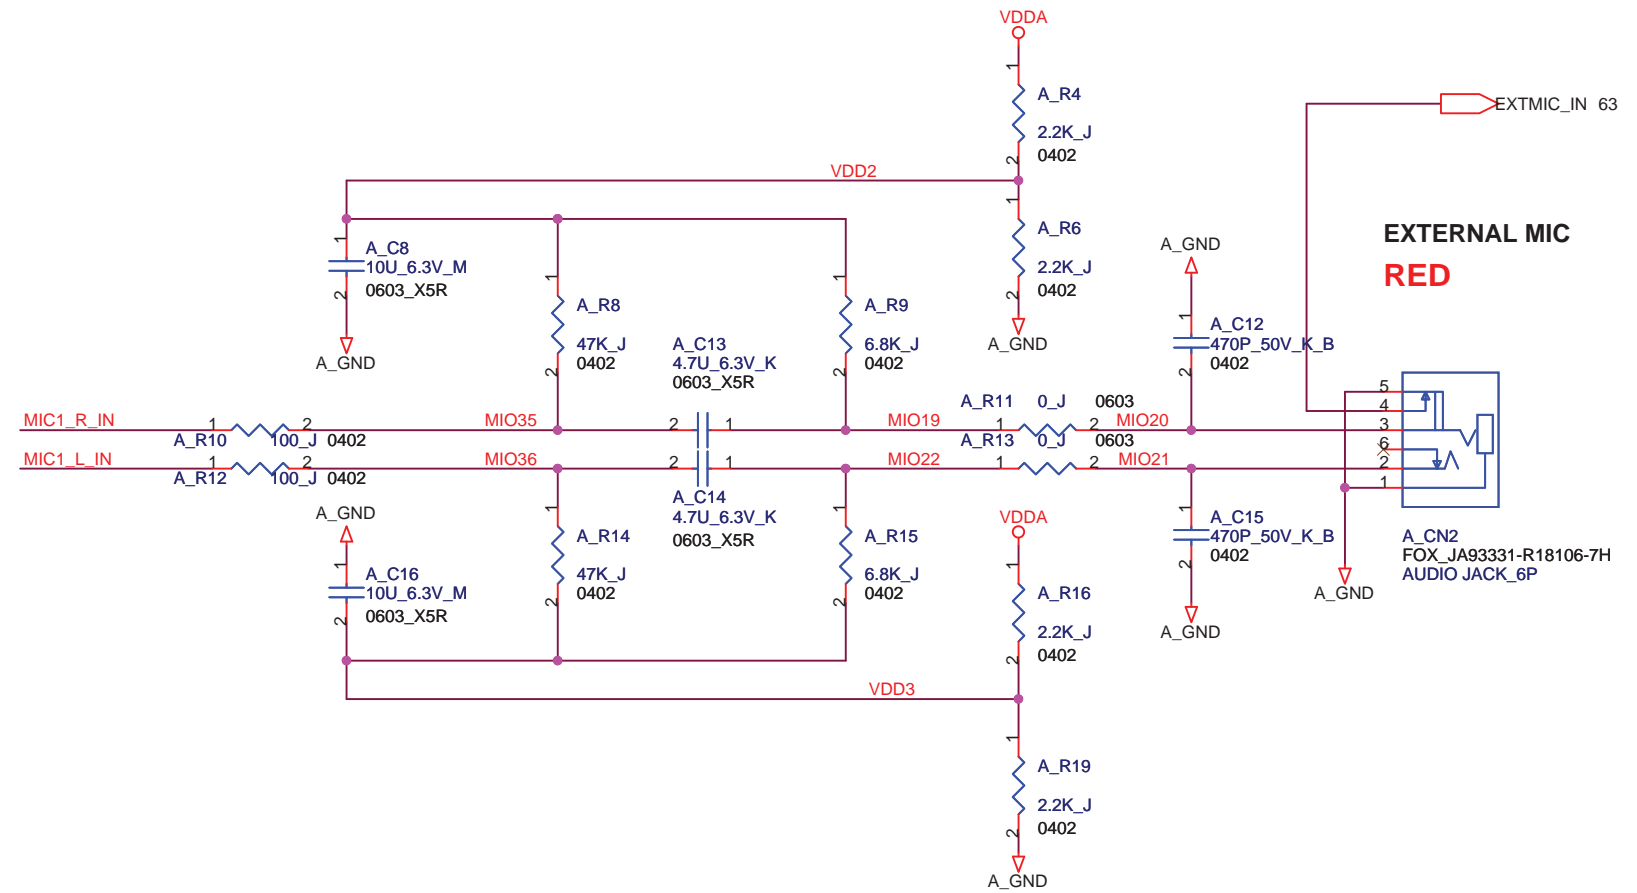 VDDA
1
A_R4
2.2K_J
0402
2
EXTMIC_IN 63
VDD2
1
A_R6
2.2K_J
0402
2
A_GND
EXTERNAL MIC
RED
1
A_C8
10U_6.3V_M
0603_X5R
2
A_GND
1
A_R8
47K_J
0402
2
A_C13
4.7U_6.3V_K
0603_X5R
1
A_R9
6.8K_J
0402
2
A_GND
1
A_C12
470P_50V_K_B
0402
2
MIC1_R_IN
1
2
A_R10
100_J 0402
MIO35
2
1
MIO19
A_R11 0_J 0603
1
2
MIO20
MIC1_L_IN
1
2
A_R12
100_J 0402
MIO36
2
1
MIO22
A_R13 0_J 0603
1
2
MIO21
5
4
3
6
2
1
A_CN2
FOX_JA93331-R18106-7H
AUDIO JACK_6P
A_GND
A_C14
4.7U_6.3V_K
0603_X5R
A_GND
1
A_C16
10U_6.3V_M
0603_X5R
2
1
A_R14
47K_J
0402
2
1
A_R15
6.8K_J
0402
2
1
A_C15
470P_50V_K_B
0402
2
A_GND
VDDA
1
A_R16
2.2K_J
0402
2
VDD3
1
A_R19
2.2K_J
0402
2
A_GND